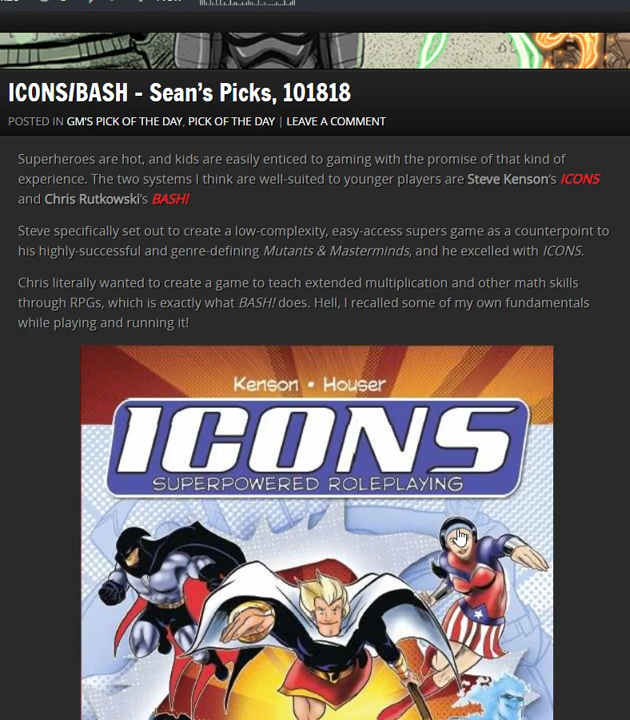 ICONS/BASH – Sean's Picks, 101818
POSTED IN GM'S PICK OF THE DAY, PICK OF THE DAY | LEAVE A COMMENT
Superheroes are hot, and kids are easily enticed to gaming with the promise of that kind of
experience. The two systems I think are well-suited to younger players are Steve Kenson's ICONS
and Chris Rutkowski's BASH!
Steve specifically set out to create a low-complexity, easy-access supers game as a counterpoint to
his highly-successful and genre-defining Mutants & Masterminds, and he excelled with ICONS.
Chris literally wanted to create a game to teach extended multiplication and other math skills
through RPGs, which is exactly what BASH! does. Hell, I recalled some of my own fundamentals
while playing and running it!
Kenson • Houser
ICONS
SUPERPOWERED ROLEPLAYING